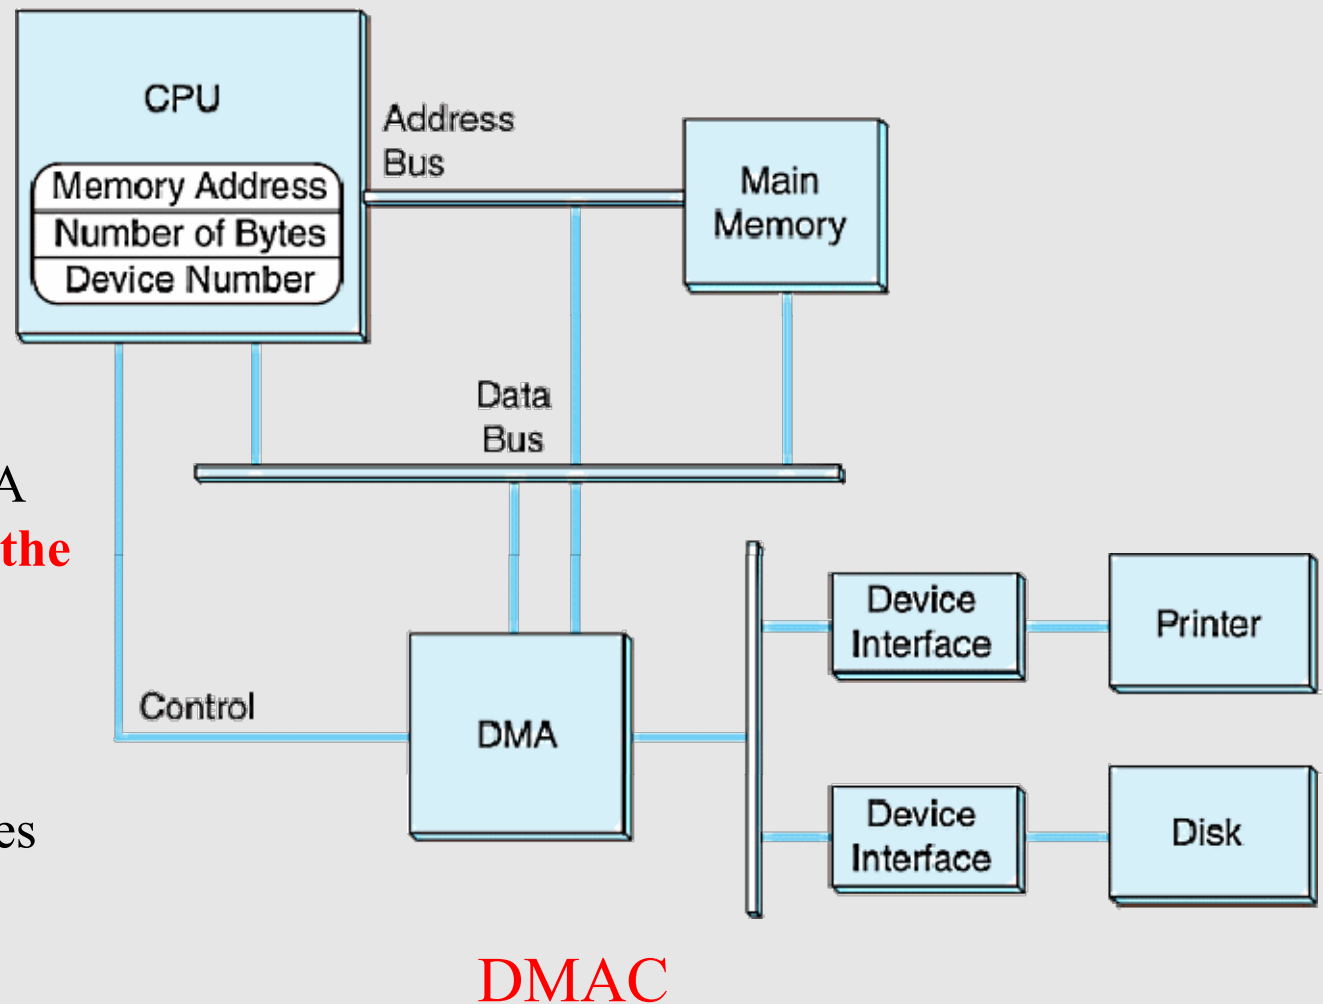 CPU
Memory Address
Number of Bytes
Device Number
Address
Bus
Main
Memory
Data
Bus
A
the
es
Control
DMA
Device
Interface
Printer
Device
Interface
Disk
DMAC